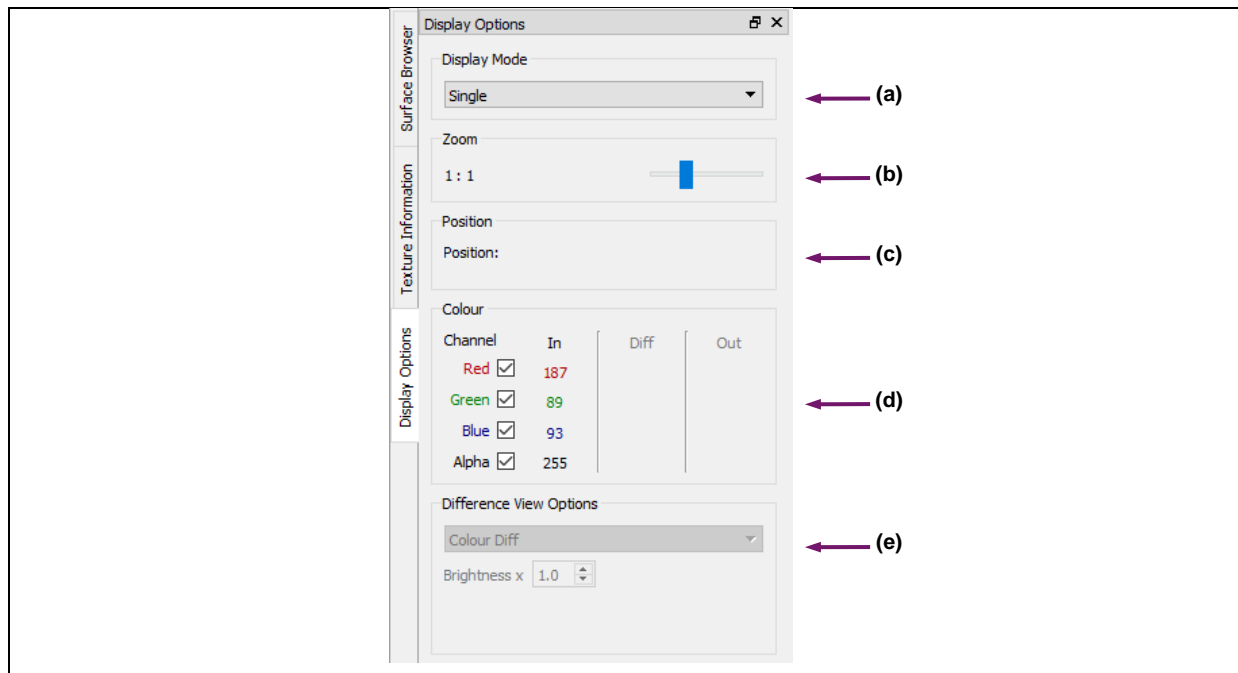 Display Options
Surface Browser
Texture Information
Display Options
Display Mode
Single
(a)
Zoom
1 : 1
(b)
Position
Position:
(c)
Colour
Channel In Diff Out
Red 187
Green 89
(d)
Blue 93
Alpha 255
Difference View Options
Colour Diff
(e)
Brightness x 1.0